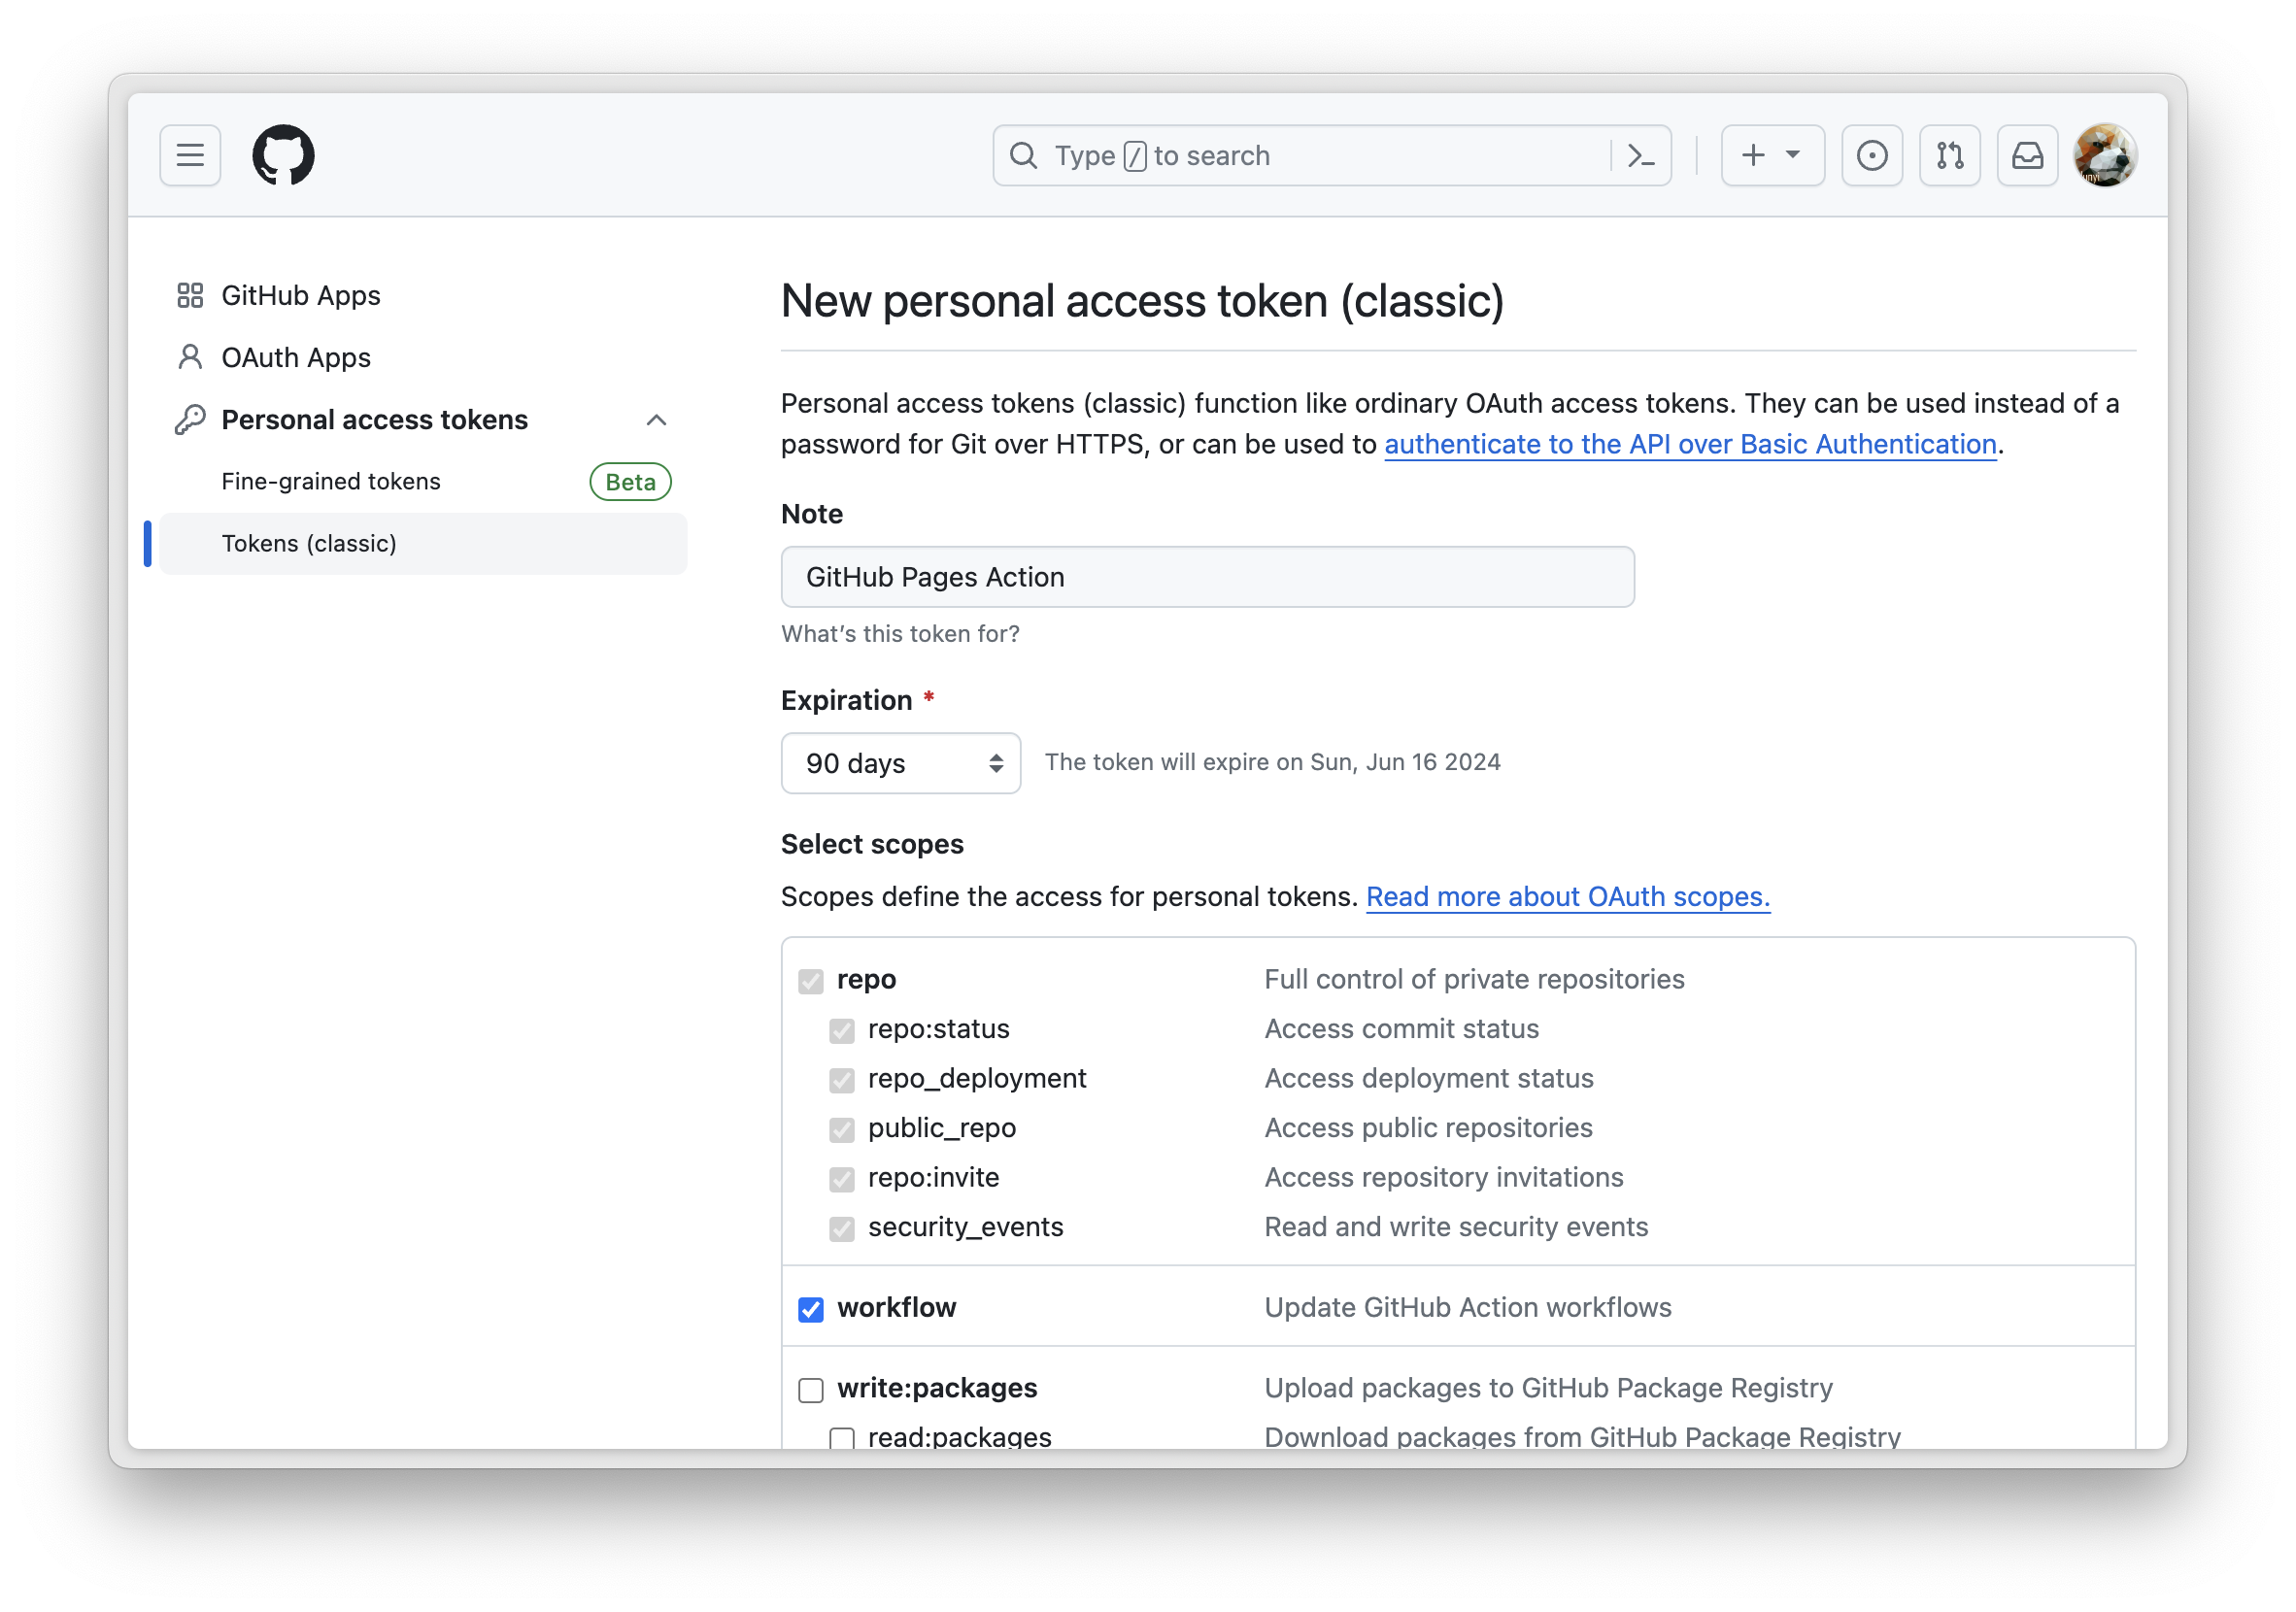 Type / to search
GitHub Apps
OAuth Apps
Personal access tokens
Fine-grained tokens Beta
Tokens (classic)
New personal access token (classic)
Personal access tokens (classic) function like ordinary OAuth access tokens. They can be used instead of a
password for Git over HTTPS, or can be used to authenticate to the API over Basic Authentication.
Note
GitHub Pages Action
What’s this token for?
Expiration *
90 days The token will expire on Sun, Jun 16 2024
Select scopes
Scopes define the access for personal tokens. Read more about OAuth scopes.
repo Full control of private repositories
repo:status Access commit status
repo_deployment Access deployment status
public_repo Access public repositories
repo:invite Access repository invitations
security_events Read and write security events
workflow Update GitHub Action workflows
write:packages Upload packages to GitHub Package Registry
read:packages Download packages from GitHub Package Registry